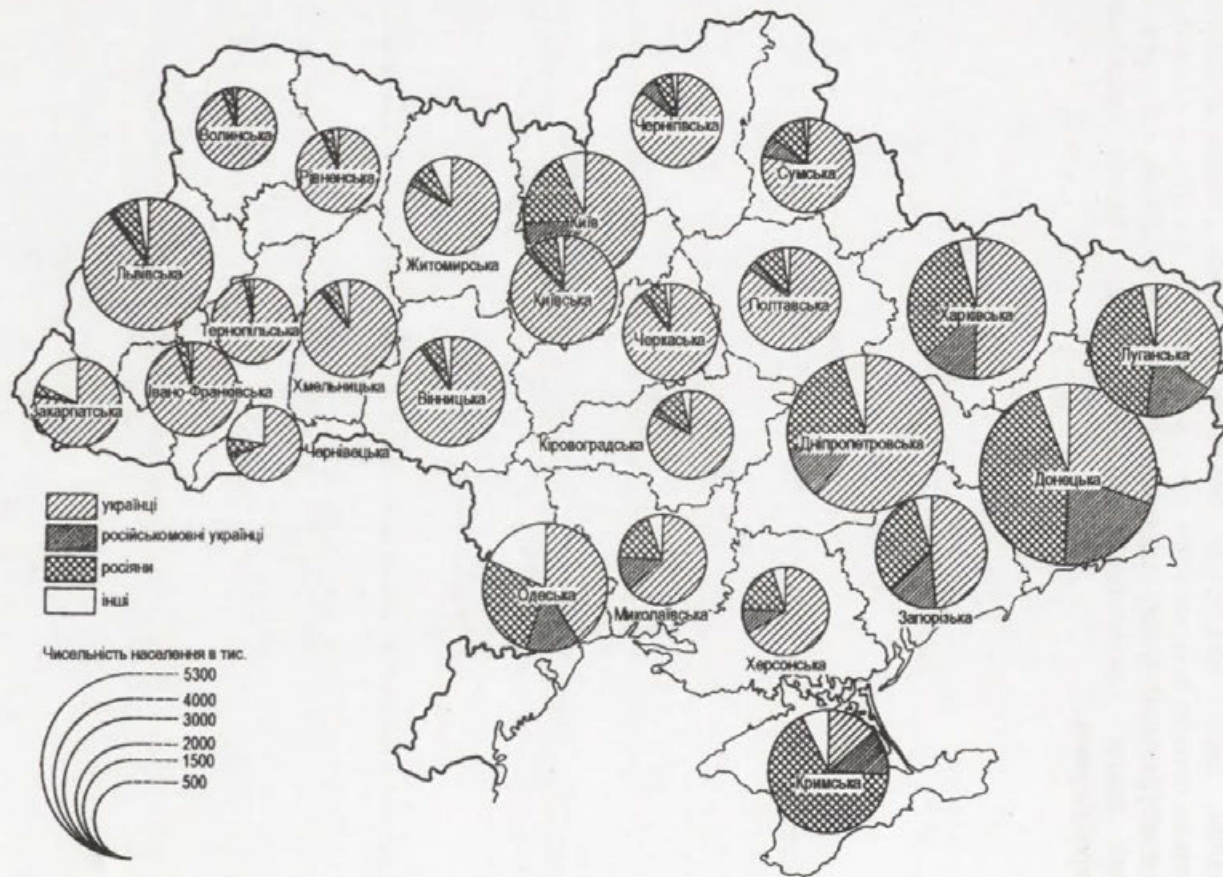 Волинська
Рівненська
Житомирська
Київ
Київська
Чернігівська
Сумська
Львівська
Тернопільська
Хмельницька
Вінницька
Черкаська
Полтавська
Харківська
Луганська
Закарпатська
Івано-Франківська
Чернівецька
Кіровоградська
Дніпропетровська
Донецька
Одеська
Миколаївська
Херсонська
Запорізька
Кримська
українці
російськомовні українці
росіяни
інші
Чисельність населення в тис.
5300
4000
3000
2000
1500
500